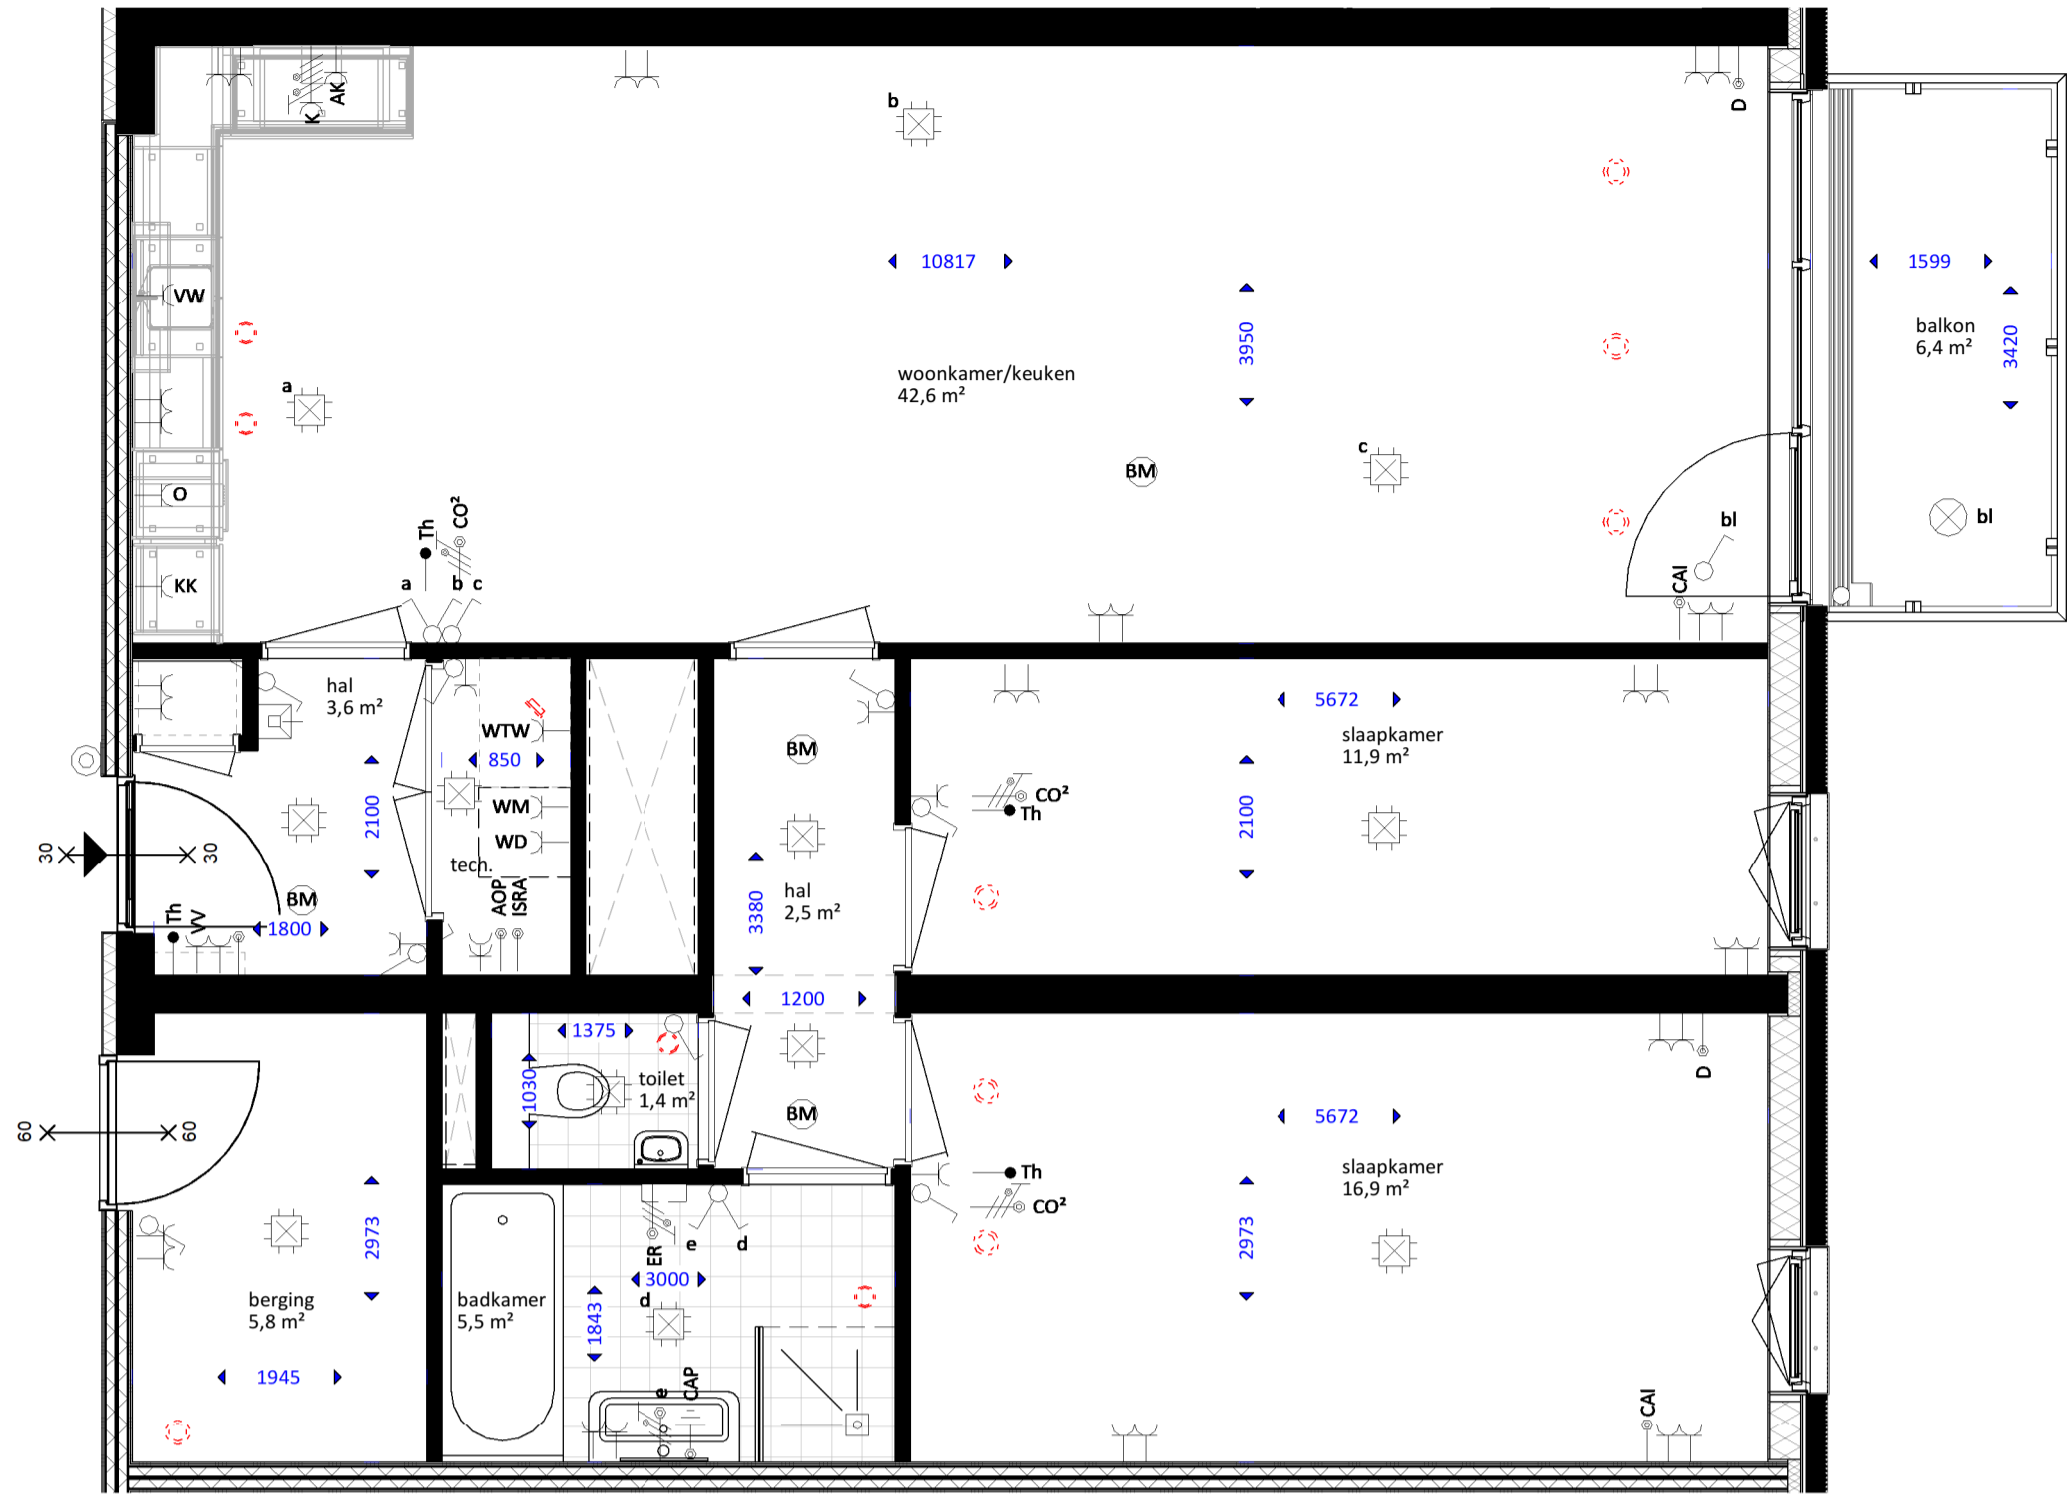 AK
K
b
D
10817
1599
VW
3950
balkon
6,4 m²
3420
woonkamer/keuken
42,6 m²
a
c
BM
O
Th
CO²
bl
bl
KK
a
b
c
CAI
hal
3,6 m²
5672
WTW
850
BM
slaapkamer
11,9 m²
CO²
Th
WM
2100
2100
WD
tech.
30
30
hal
2,5 m²
3380
AOP
ISRA
BM
Th
VV
1800
1200
1375
D
toilet
1,4 m²
1030
BM
5672
60
60
Th
slaapkamer
16,9 m²
CO²
2973
2973
e
d
ER
3000
berging
5,8 m²
badkamer
5,5 m²
d
1843
1945
e
CAP
CAI